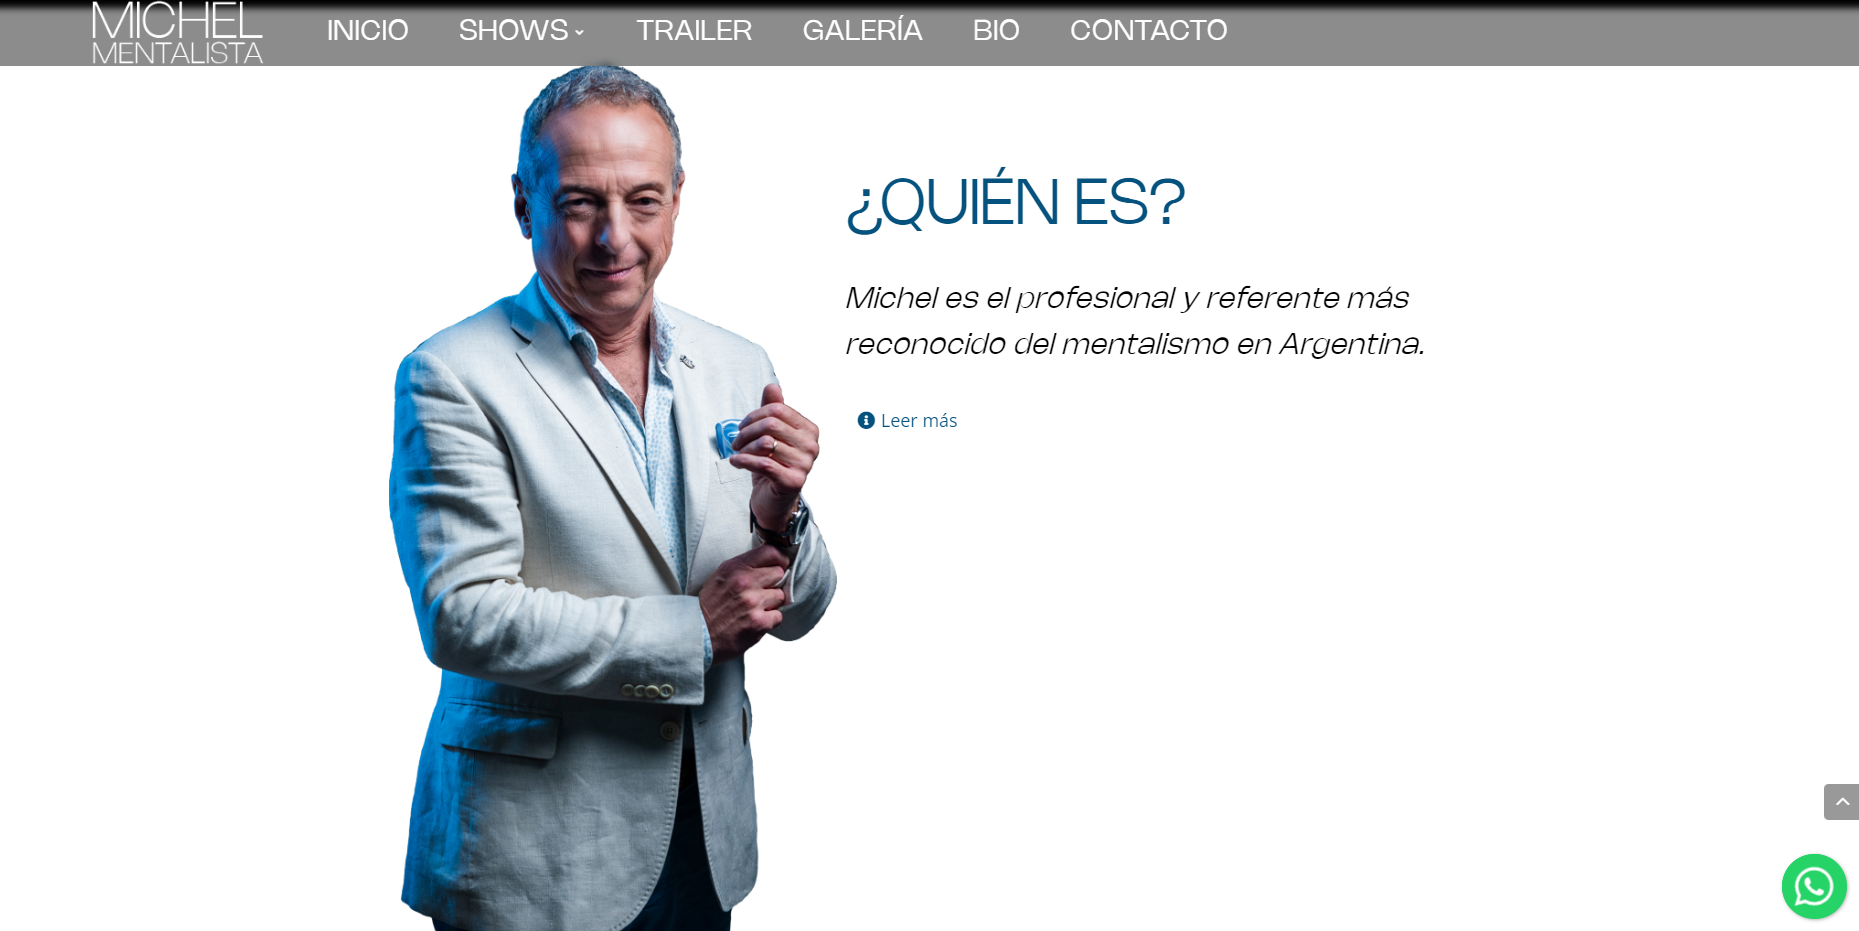 MICHEL
MENTALISTA
INICIO SHOWS TRAILER GALERÍA BIO CONTACTO
¿QUIÉN ES?
Michel es el profesional y referente más
reconocido del mentalismo en Argentina.
Leer más